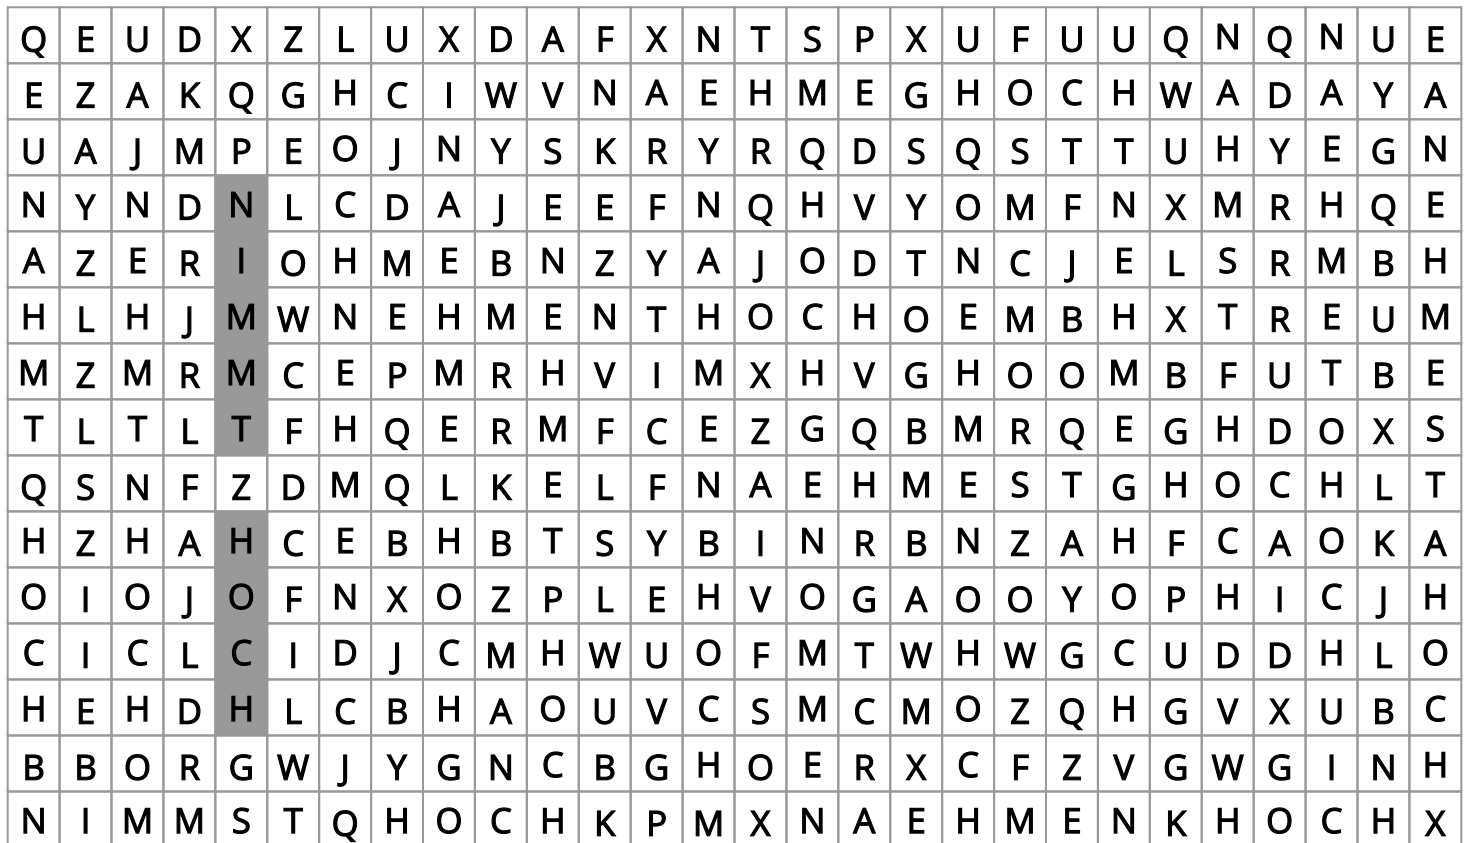 Q E U D X Z L U X D A F X N T S P X U F U U Q N Q N U E
E Z A K Q G H C I W V N A E H M E G H O C H W A D A Y A
U A J M P E O J N Y S K R Y R Q D S Q S T T U H Y E G N
N Y N D N L C D A J E E F N Q H V Y O M F N X M R H Q E
A Z E R I O H M E B N Z Y A J O D T N C J E L S R M B H
H L H J M W N E H M E N T H O C H O E M B H X T R E U M
M Z M R M C E P M R H V I M X H V G H O O M B F U T B E
T L T L T F H Q E R M F C E Z G Q B M R Q E G H D O X S
Q S N F Z D M Q L K E L F N A E H M E S T G H O C H L T
H Z H A H C E B H B T S Y B I N R B N Z A H F C A O K A
O I O J O F N X O Z P L E H V O G A O O Y O P H I C J H
C I C L C I D J C M H W U O F M T W H W G C U D D H L O
H E H D H L C B H A O U V C S M C M O Z Q H G V X U B C
B B O R G W J Y G N C B G H O E R X C F Z V G W G I N H
N I M M S T Q H O C H K P M X N A E H M E N K H O C H X